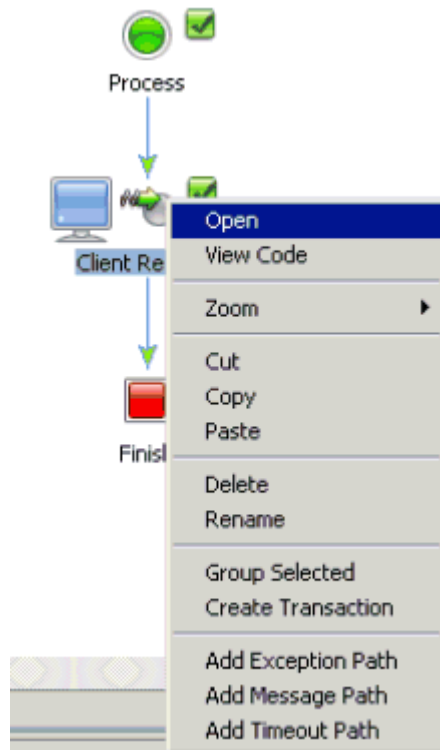 Process
Client Re
Finisl
Open
View Code
Zoom
Cut
Copy
Paste
Delete
Rename
Group Selected
Create Transaction
Add Exception Path
Add Message Path
Add Timeout Path